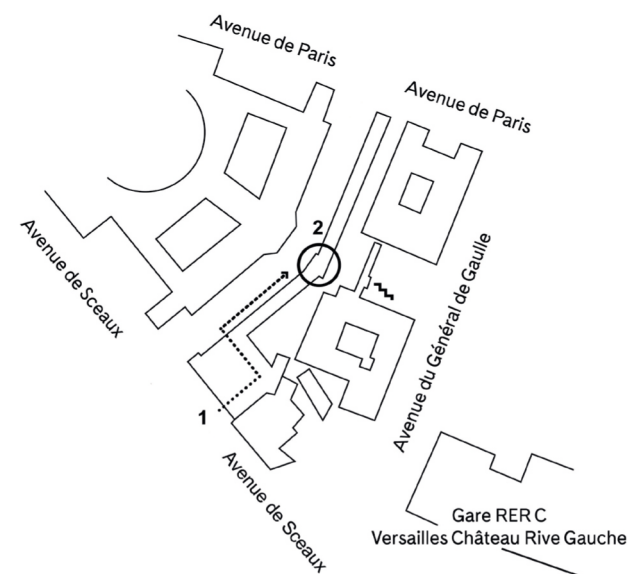 Avenue de Paris
Avenue de Paris
2
Avenue de Sceaux
Avenue du Général de Gaulle
1
Avenue de Sceaux
Gare RER C
Versailles Château Rive Gauche